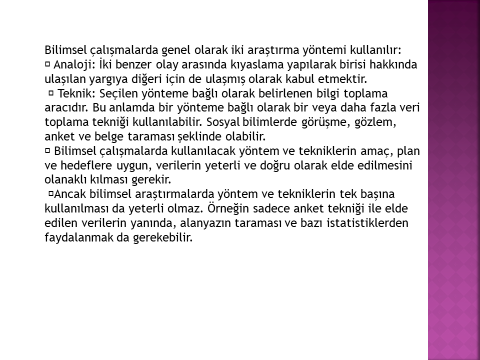 Bilimsel çalışmalarda genel olarak iki araştırma yöntemi kullanılır:
 Analoji: İki benzer olay arasında kıyaslama yapılarak birisi hakkında
ulaşılan yargıya diğeri için de ulaşmış olarak kabul etmektir.
 Teknik: Seçilen yönteme bağlı olarak belirlenen bilgi toplama
aracıdır. Bu anlamda bir yönteme bağlı olarak bir veya daha fazla veri
toplama tekniği kullanılabilir. Sosyal bilimlerde görüşme, gözlem,
anket ve belge taraması şeklinde olabilir.
 Bilimsel çalışmalarda kullanılacak yöntem ve tekniklerin amaç, plan
ve hedeflere uygun, verilerin yeterli ve doğru olarak elde edilmesini
olanaklı kılması gerekir.
Ancak bilimsel araştırmalarda yöntem ve tekniklerin tek başına
kullanılması da yeterli olmaz. Örneğin sadece anket tekniği ile elde
edilen verilerin yanında, alanyazın taraması ve bazı istatistiklerden
faydalanmak da gerekebilir.